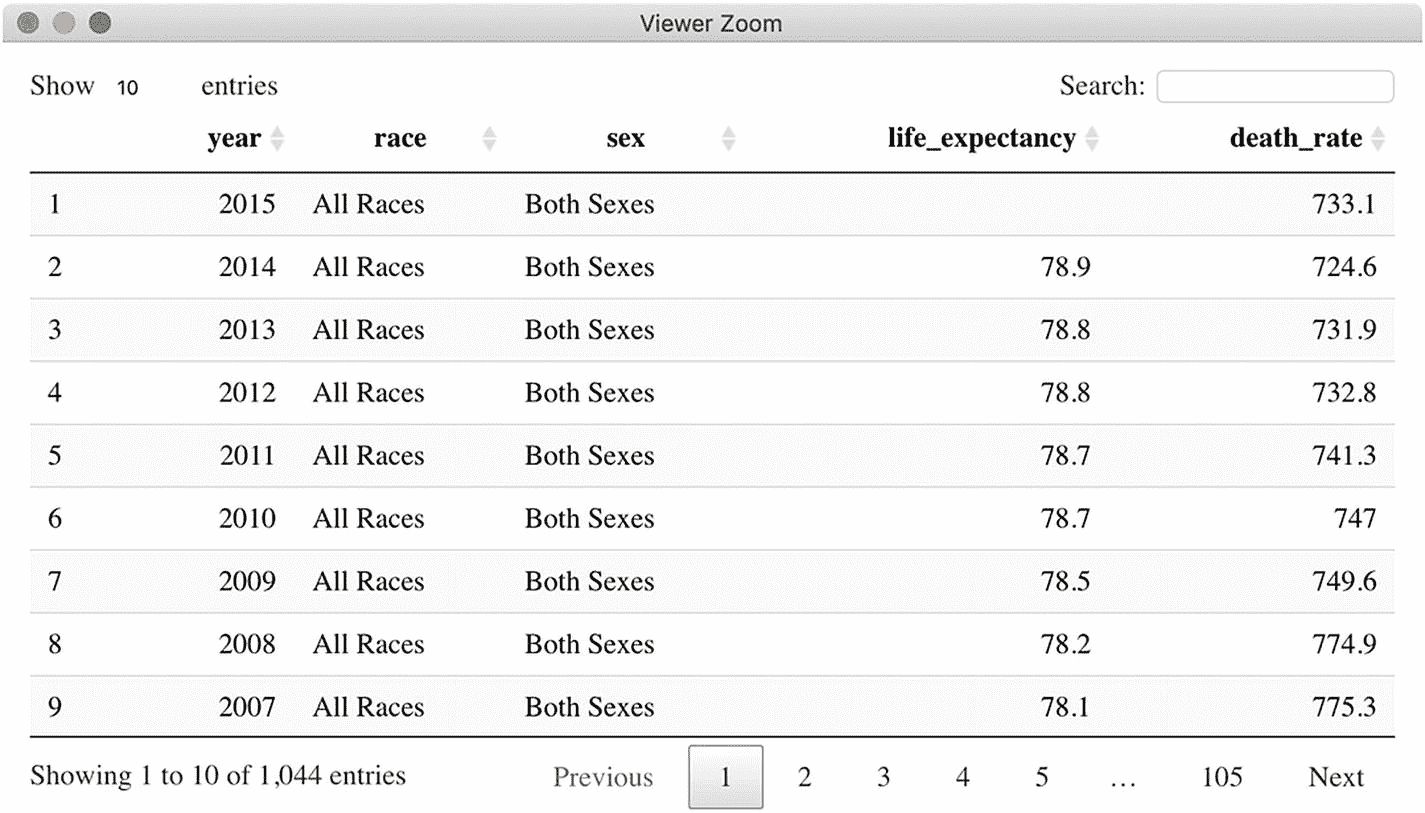 Viewer Zoom
Show 10 entries Search:
year race sex life_expectancy death_rate
1 2015 All Races Both Sexes 733.1
2 2014 All Races Both Sexes 78.9 724.6
3 2013 All Races Both Sexes 78.8 731.9
4 2012 All Races Both Sexes 78.8 732.8
5 2011 All Races Both Sexes 78.7 741.3
6 2010 All Races Both Sexes 78.7 747
7 2009 All Races Both Sexes 78.5 749.6
8 2008 All Races Both Sexes 78.2 774.9
9 2007 All Races Both Sexes 78.1 775.3
Showing 1 to 10 of 1,044 entries Previous 1 2 3 4 5 … 105 Next